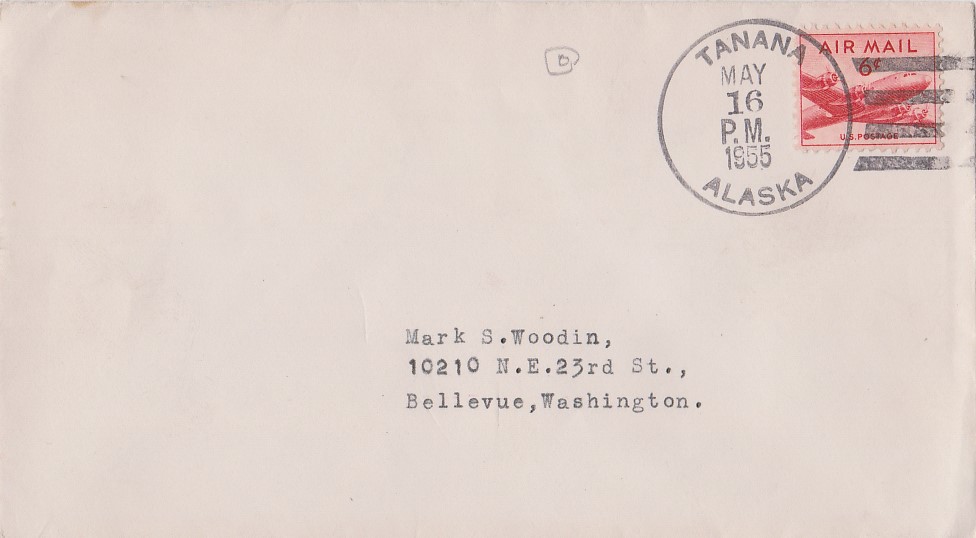 TANANA
MAY
16
P.M.
1955
ALASKA
AIR MAIL
6¢
U.S. POSTAGE
Mark S.Woodin,
10210 N.E.23rd St.,
Bellevue,Washington.